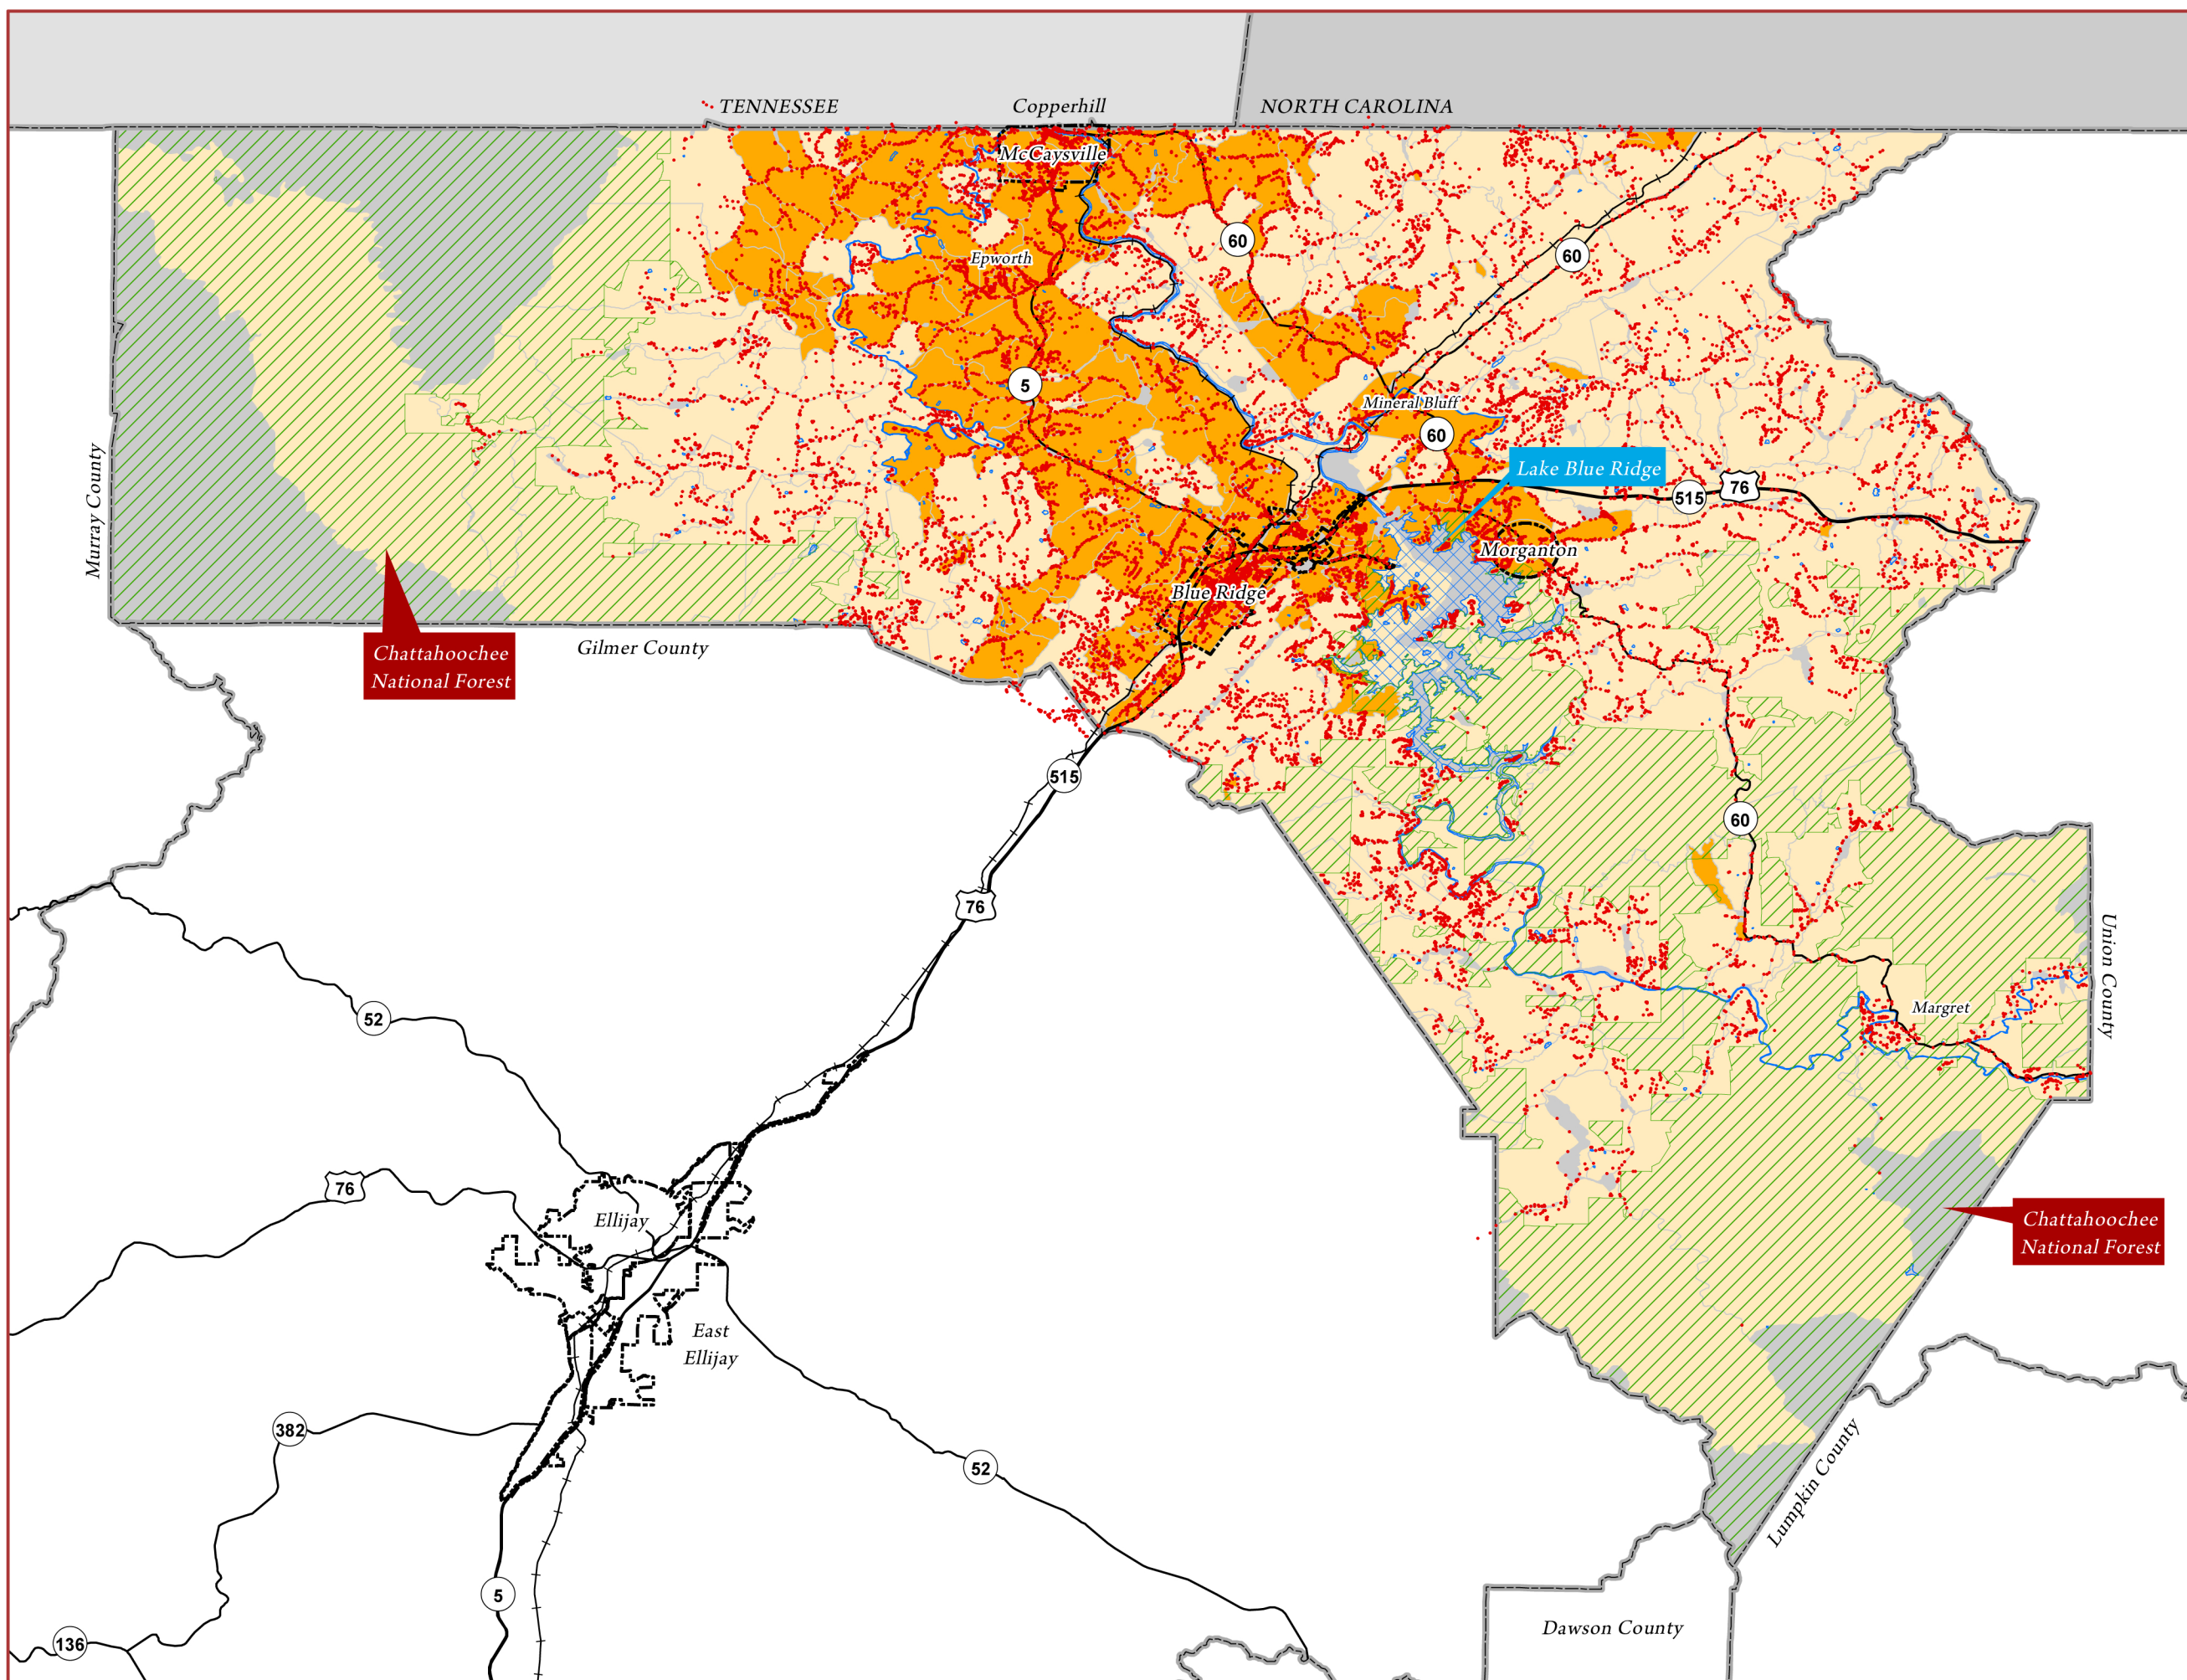 TENNESSEE
Copperhill
NORTH CAROLINA
McCaysville
60
60
Epworth
5
Mineral Bluff
60
Lake Blue Ridge
515
76
Murray County
Morganton
Blue Ridge
Chattahoochee
National Forest
Gilmer County
515
60
76
Union County
52
Margret
76
Ellijay
Chattahoochee
National Forest
East
Ellijay
382
52
Lumpkin County
5
136
Dawson County